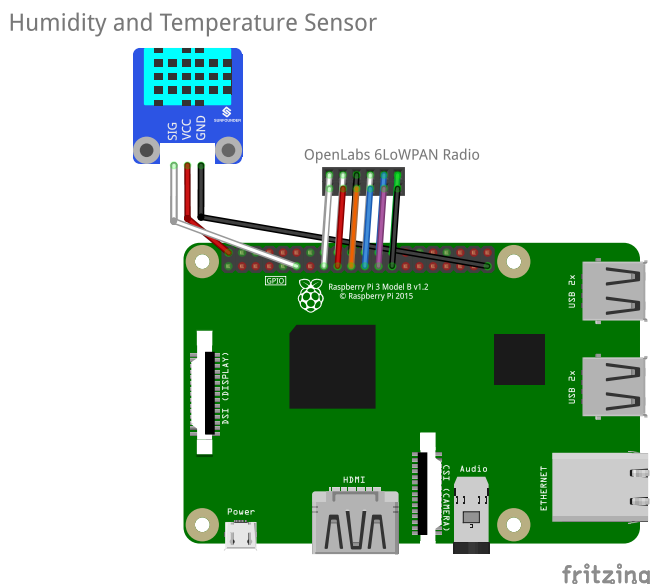 Humidity and Temperature Sensor
SIG
VCC
GND
SUNFOUNDER
OpenLabs 6LoWPAN Radio
GPIO
Raspberry Pi 3 Model B v1.2
© Raspberry Pi 2015
USB 2x
DSI (DISPLAY)
USB 2x
CSI (CAMERA)
Audio
HDMI
ETHERNET
Power
fritzing